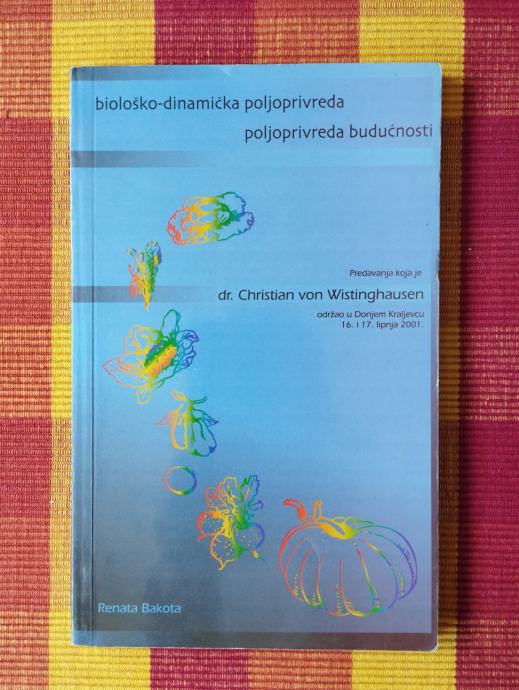 biološko-dinamička poljoprivreda
poljoprivreda budućnosti
Predavanja koja je
dr. Christian von Wistinghausen
održao u Donjem Kraljevcu
16. i 17. lipnja 2001.
Renata Bakota